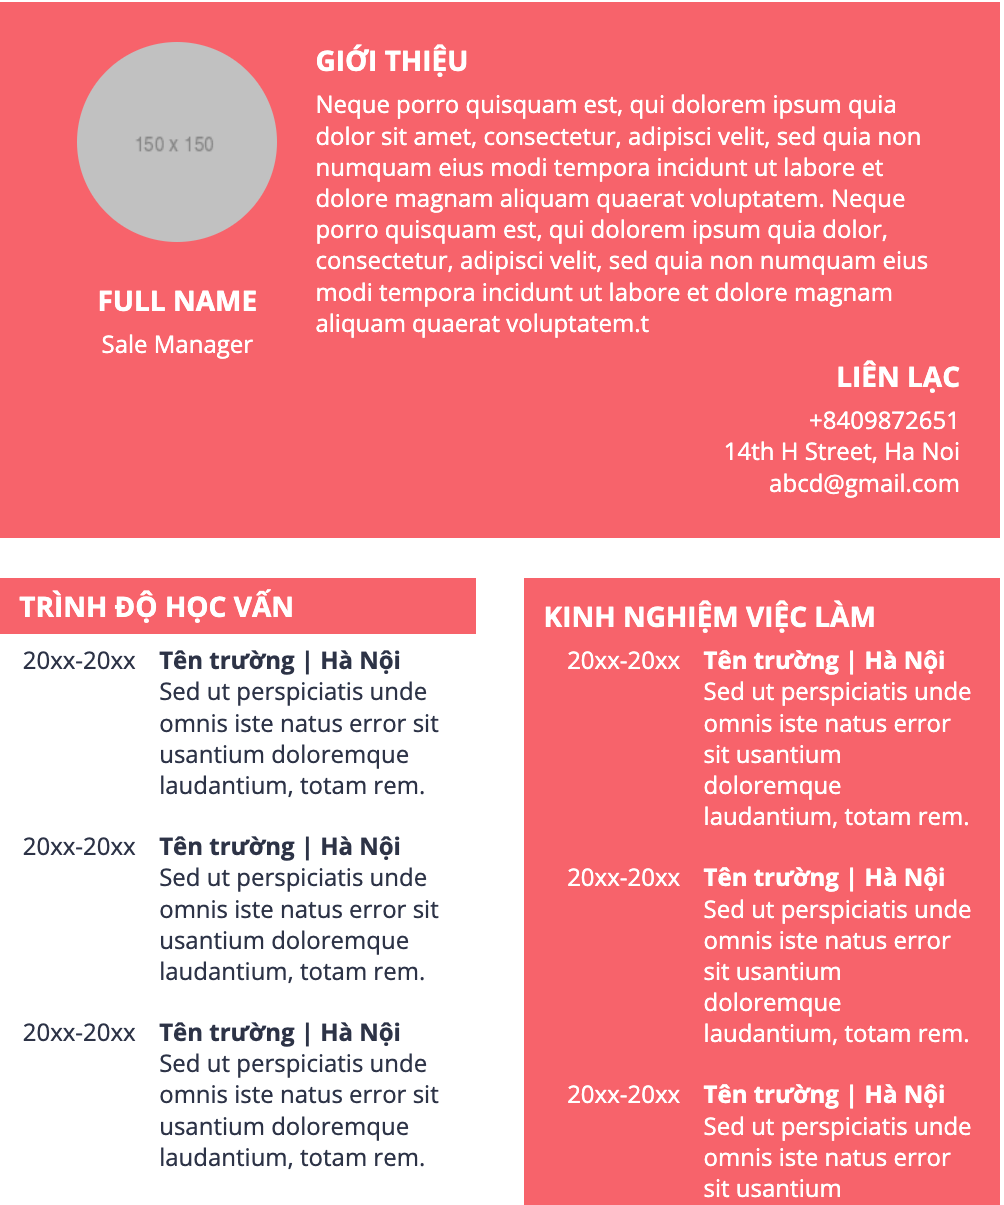 150 x 150
FULL NAME
Sale Manager
GIỚI THIỆU
Neque porro quisquam est, qui dolorem ipsum quia
dolor sit amet, consectetur, adipisci velit, sed quia non
numquam eius modi tempora incidunt ut labore et
dolore magnam aliquam quaerat voluptatem. Neque
porro quisquam est, qui dolorem ipsum quia dolor,
consectetur, adipisci velit, sed quia non numquam eius
modi tempora incidunt ut labore et dolore magnam
aliquam quaerat voluptatem.t
LIÊN LẠC
+8409872651
14th H Street, Ha Noi
abcd@gmail.com
TRÌNH ĐỘ HỌC VẤN
20xx-20xx Tên trường | Hà Nội
Sed ut perspiciatis unde
omnis iste natus error sit
usantium doloremque
laudantium, totam rem.
20xx-20xx Tên trường | Hà Nội
Sed ut perspiciatis unde
omnis iste natus error sit
usantium doloremque
laudantium, totam rem.
20xx-20xx Tên trường | Hà Nội
Sed ut perspiciatis unde
omnis iste natus error sit
usantium doloremque
laudantium, totam rem.
KINH NGHIỆM VIỆC LÀM
20xx-20xx Tên trường | Hà Nội
Sed ut perspiciatis unde
omnis iste natus error
sit usantium
doloremque
laudantium, totam rem.
20xx-20xx Tên trường | Hà Nội
Sed ut perspiciatis unde
omnis iste natus error
sit usantium
doloremque
laudantium, totam rem.
20xx-20xx Tên trường | Hà Nội
Sed ut perspiciatis unde
omnis iste natus error
sit usantium